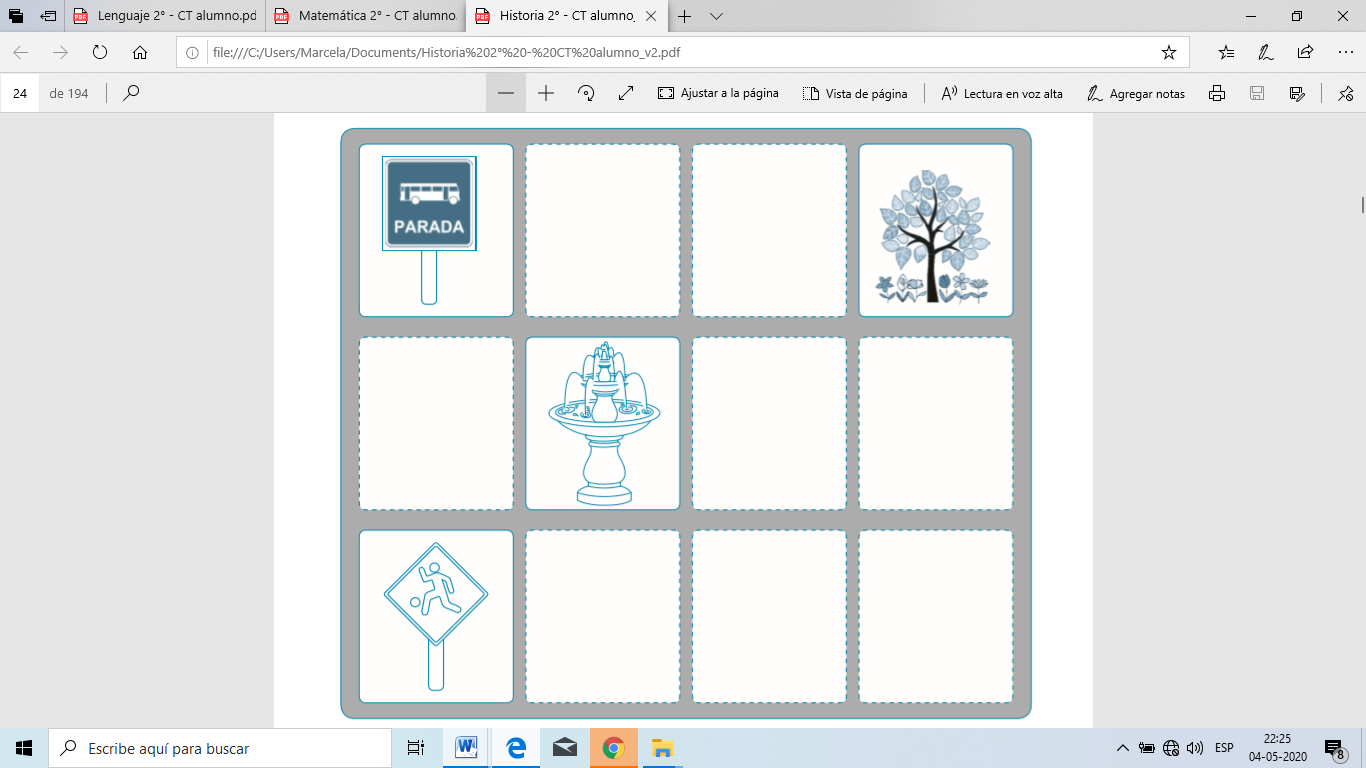 Lenguaje 2° - CT alumno.pd
Matemática 2° - CT alumno.
Historia 2° - CT alumno_
file:///C:/Users/Marcela/Documents/Historia%202°%20-%20CT%20alumno_v2.pdf
24 de 194
Ajustar a la página
Vista de página
Lectura en voz alta
Agregar notas
PARADA
Escribe aquí para buscar
ESP
22:25
04-05-2020
8